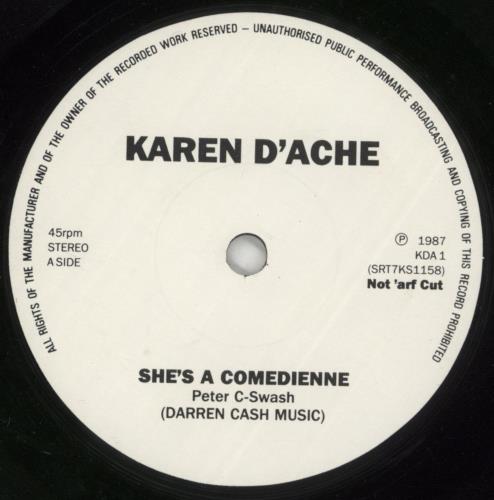 ALL RIGHTS OF THE MANUFACTURER AND OF THE OWNER OF THE RECORDED WORK RESERVED – UNAUTHORISED PUBLIC PERFORMANCE BROADCASTING AND COPYING OF THIS RECORD PROHIBITED
KAREN D'ACHE
45rpm
STEREO
A SIDE
℗ 1987
KDA 1
(SRT7KS1158)
Not 'arf Cut
SHE'S A COMEDIENNE
Peter C-Swash
(DARREN CASH MUSIC)